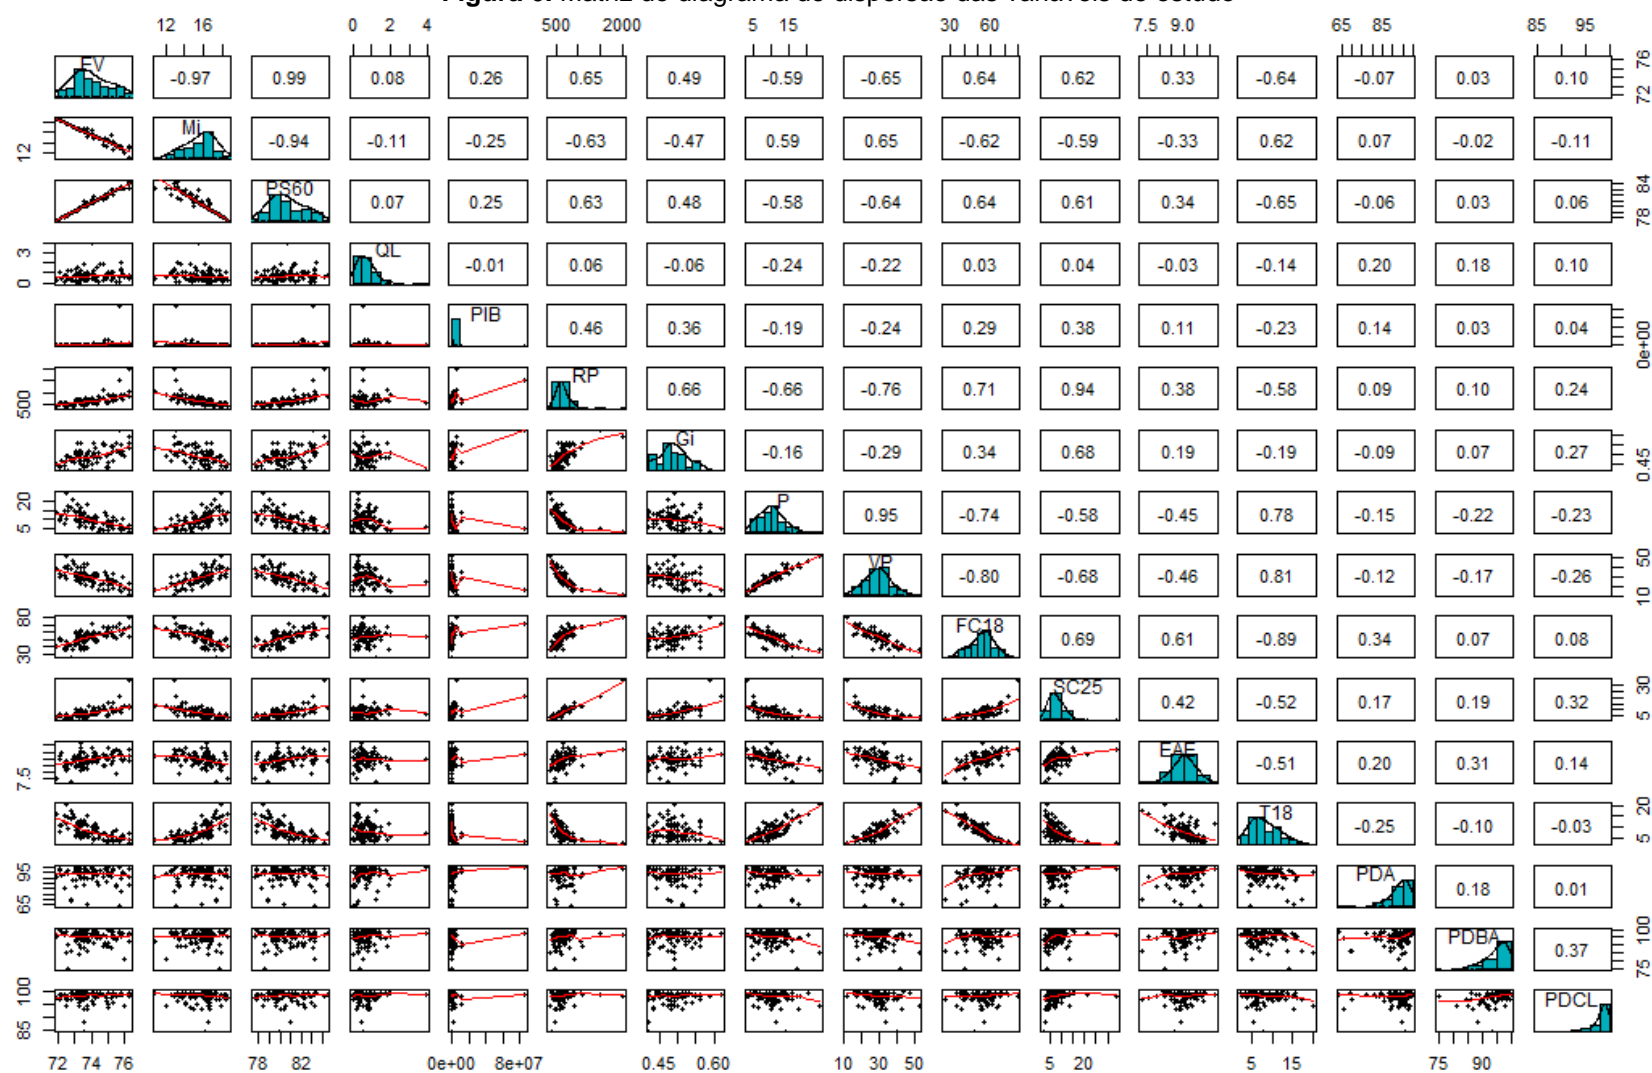 Figura 6. Matriz de diagrama de dispersão das variáveis do estudo
12 16 0 2 4 500 2000 5 15 30 60 7.5 9.0 65 85 85 95
EV -0.97 0.99 0.08 0.26 0.65 0.49 -0.59 -0.65 0.64 0.62 0.33 -0.64 -0.07 0.03 0.10 72 76
12 Mi -0.94 -0.11 -0.25 -0.63 -0.47 0.59 0.65 -0.62 -0.59 -0.33 0.62 0.07 -0.02 -0.11
PS60 0.07 0.25 0.63 0.48 -0.58 -0.64 0.64 0.61 0.34 -0.65 -0.06 0.03 0.06 78 84
0 3 QL -0.01 0.06 -0.06 -0.24 -0.22 0.03 0.04 -0.03 -0.14 0.20 0.18 0.10
PIB 0.46 0.36 -0.19 -0.24 0.29 0.38 0.11 -0.23 0.14 0.03 0.04 0e+00
500 RP 0.66 -0.66 -0.76 0.71 0.94 0.38 -0.58 0.09 0.10 0.24
Gi -0.16 -0.29 0.34 0.68 0.19 -0.19 -0.09 0.07 0.27 0.45
5 20 P 0.95 -0.74 -0.58 -0.45 0.78 -0.15 -0.22 -0.23
VP -0.80 -0.68 -0.46 0.81 -0.12 -0.17 -0.26 10 50
30 80 FC18 0.69 0.61 -0.89 0.34 0.07 0.08
SC25 0.42 -0.52 0.17 0.19 0.32 5 30
7.5 EAE -0.51 0.20 0.31 0.14
T18 -0.25 -0.10 -0.03 5 20
65 95 PDA 0.18 0.01
PDBA 0.37 75 100
85 100 PDCL
72 74 76 78 82 0e+00 8e+07 0.45 0.60 10 30 50 5 20 5 15 75 90